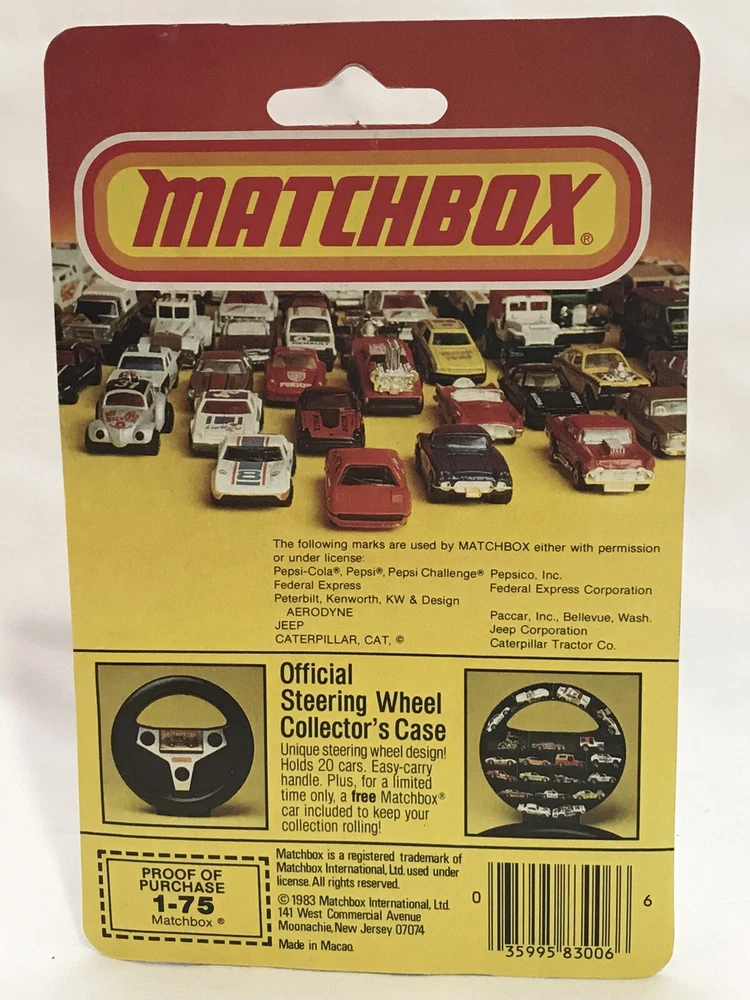 MATCHBOX®
The following marks are used by MATCHBOX either with permission
or under license:
Pepsi-Cola®, Pepsi®, Pepsi Challenge® Pepsico, Inc.
Federal Express Federal Express Corporation
Peterbilt, Kenworth, KW & Design
AERODYNE Paccar, Inc., Bellevue, Wash.
JEEP Jeep Corporation
CATERPILLAR, CAT, © Caterpillar Tractor Co.
Official
Steering Wheel
Collector's Case
Unique steering wheel design!
Holds 20 cars. Easy-carry
handle. Plus, for a limited
time only, a free Matchbox®
car included to keep your
collection rolling!
PROOF OF
PURCHASE
1-75
Matchbox ®
Matchbox is a registered trademark of
Matchbox International, Ltd. used under
license. All rights reserved.
© 1983 Matchbox International, Ltd.
141 West Commercial Avenue
Moonachie, New Jersey 07074
Made in Macao.
0 35995 83006 6